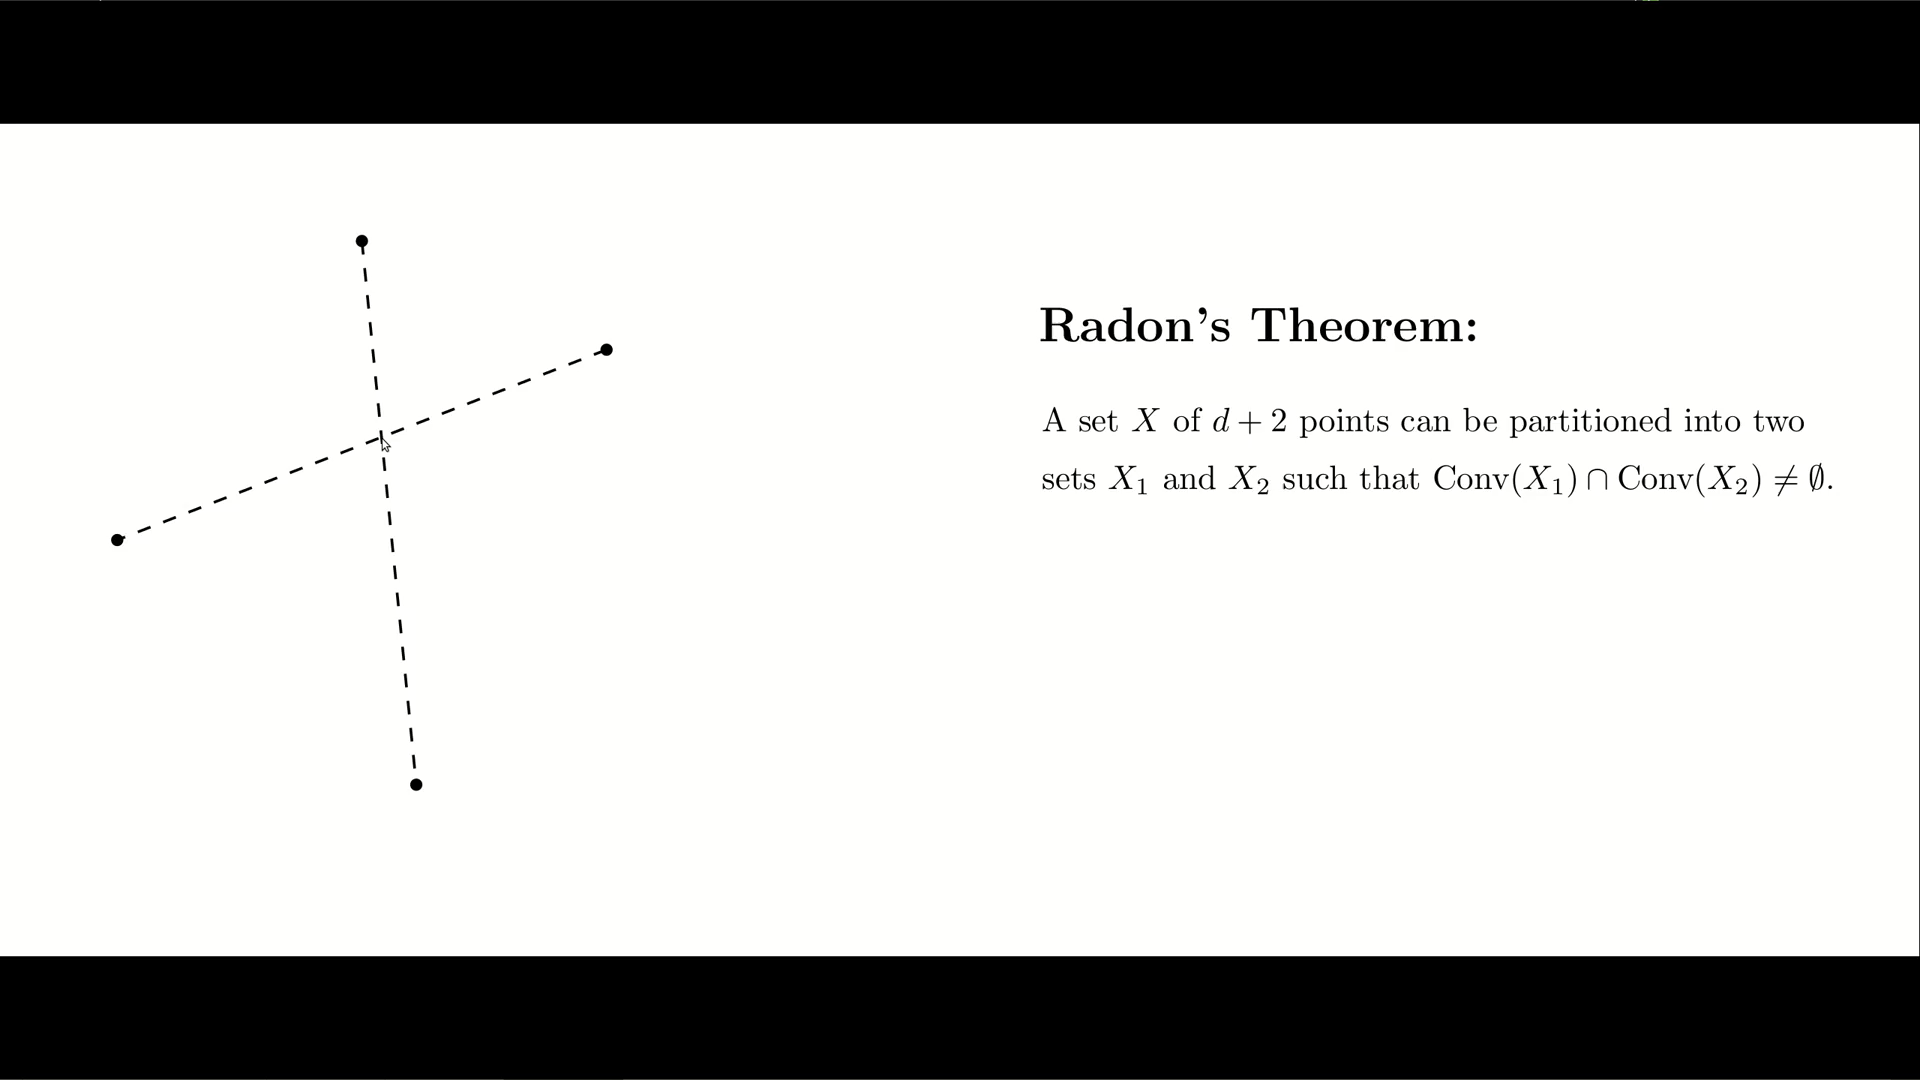 Radon's Theorem:
A set X of d + 2 points can be partitioned into two
sets X₁ and X₂ such that Conv(X₁) ∩ Conv(X₂) ≠ ∅.